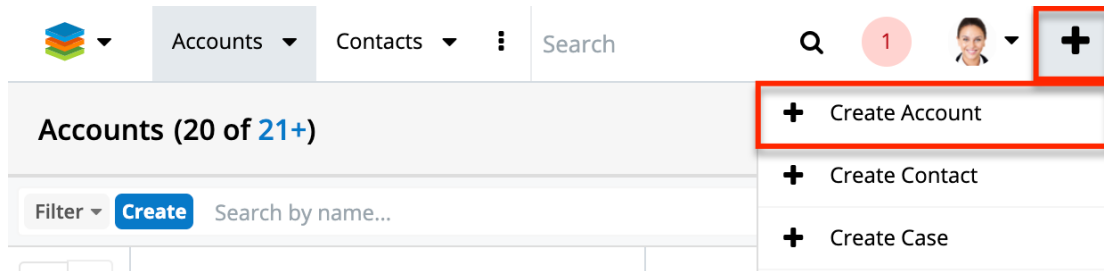 Accounts Contacts Search 1
Create Account
Accounts (20 of 21+)
Create Contact
Filter Create Search by name...
Create Case